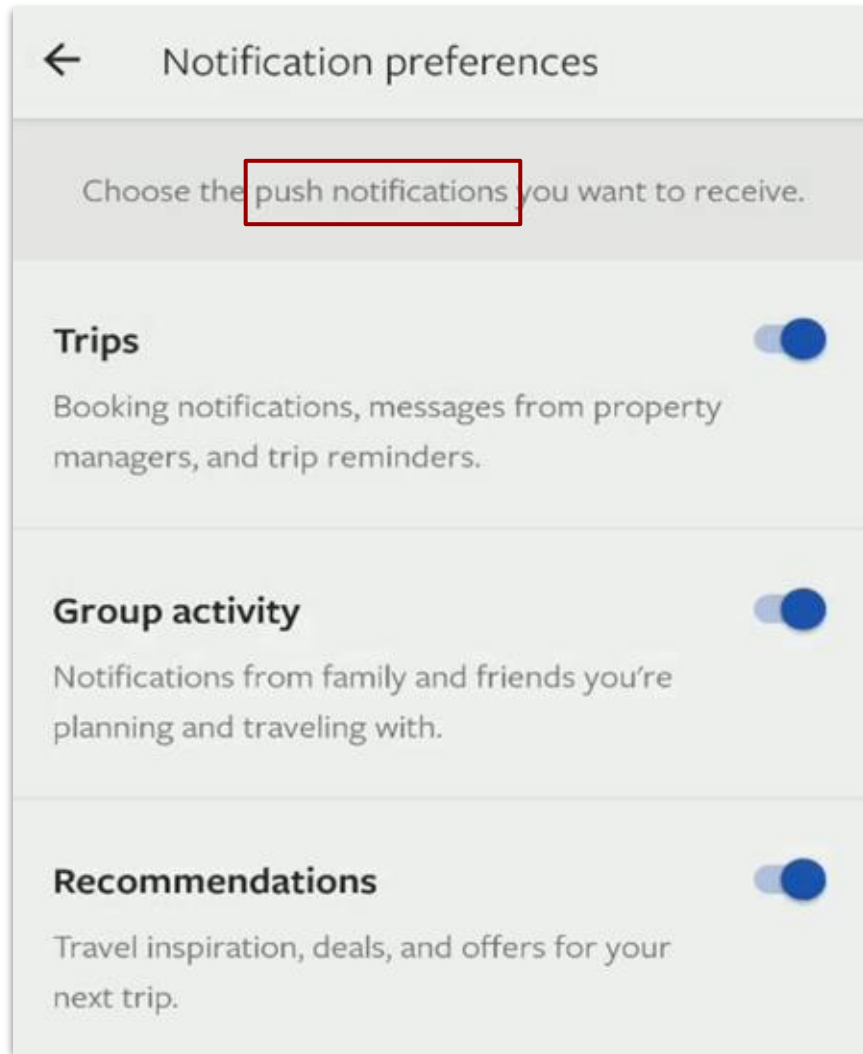 Notification preferences
Choose the push notifications you want to receive.
Trips
Booking notifications, messages from property
managers, and trip reminders.
Group activity
Notifications from family and friends you're
planning and traveling with.
Recommendations
Travel inspiration, deals, and offers for your
next trip.